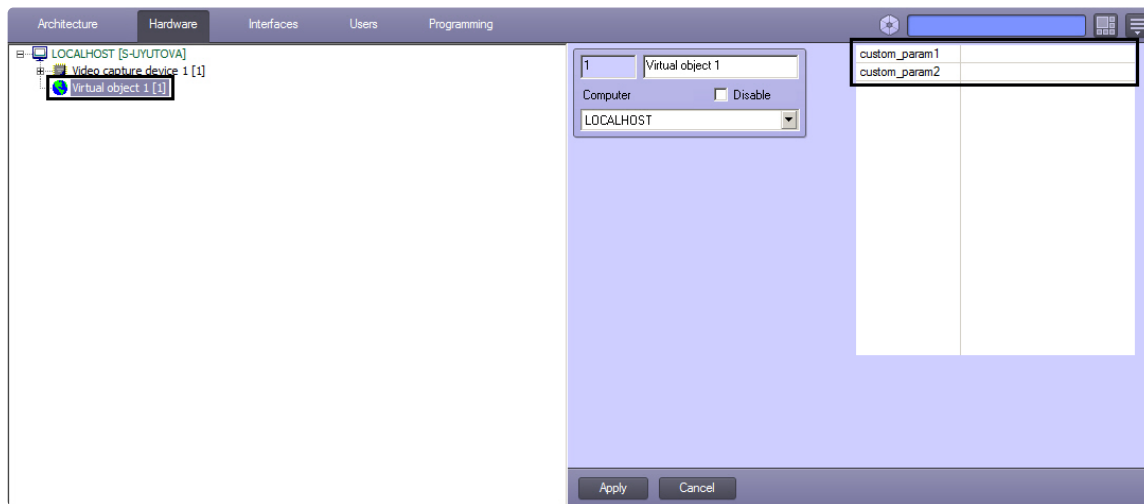 Architecture Hardware Interfaces Users Programming
LOCALHOST [S-UYUTOVA]
Video capture device 1 [1]
Virtual object 1 [1]
1 Virtual object 1
Computer Disable
LOCALHOST
custom_param1
custom_param2
Apply Cancel